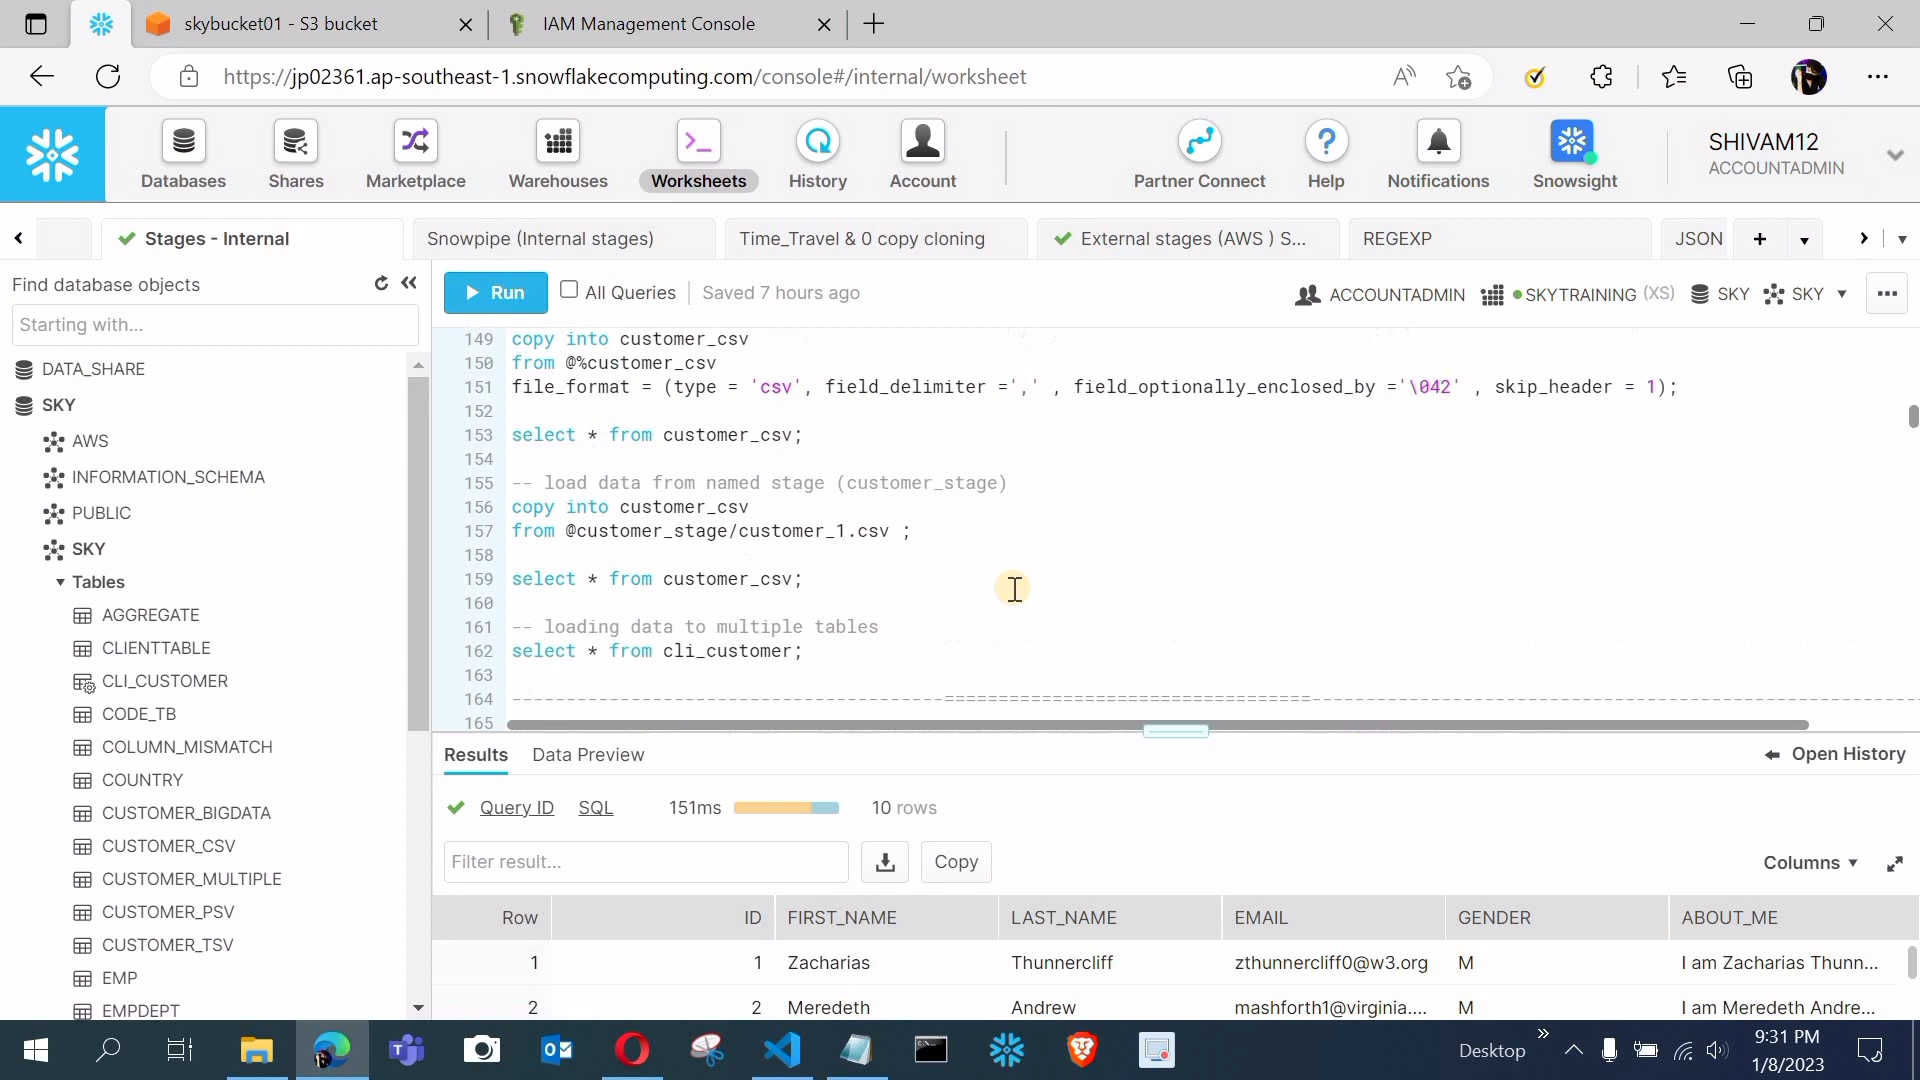 skybucket01 - S3 bucket
IAM Management Console
https://jp02361.ap-southeast-1.snowflakecomputing.com/console#/internal/worksheet
Databases
Shares
Marketplace
Warehouses
Worksheets
History
Account
Partner Connect
Help
Notifications
Snowsight
SHIVAM12
ACCOUNTADMIN
Stages - Internal
Snowpipe (Internal stages)
Time_Travel & 0 copy cloning
External stages (AWS ) S...
REGEXP
JSON
Find database objects
Starting with...
DATA_SHARE
SKY
AWS
INFORMATION_SCHEMA
PUBLIC
SKY
Tables
AGGREGATE
CLIENTTABLE
CLI_CUSTOMER
CODE_TB
COLUMN_MISMATCH
COUNTRY
CUSTOMER_BIGDATA
CUSTOMER_CSV
CUSTOMER_MULTIPLE
CUSTOMER_PSV
CUSTOMER_TSV
EMP
EMPDEPT
Run
All Queries
Saved 7 hours ago
ACCOUNTADMIN
SKYTRAINING (XS)
SKY
SKY
149 copy into customer_csv
150 from @%customer_csv
151 file_format = (type = 'csv', field_delimiter =',' , field_optionally_enclosed_by ='\042' , skip_header = 1);
152
153 select * from customer_csv;
154
155 -- load data from named stage (customer_stage)
156 copy into customer_csv
157 from @customer_stage/customer_1.csv ;
158
159 select * from customer_csv;
160
161 -- loading data to multiple tables
162 select * from cli_customer;
163
164 ----------------------------------------==================================--------------------------------------------------------
165
Results
Data Preview
Open History
Query ID
SQL
151ms
10 rows
Filter result...
Copy
Columns
Row ID FIRST_NAME LAST_NAME EMAIL GENDER ABOUT_ME
1 1 Zacharias Thunnercliff zthunnercliff0@w3.org M I am Zacharias Thunn...
2 2 Meredeth Andrew mashforth1@virginia.... M I am Meredeth Andre...
Desktop
9:31 PM
1/8/2023